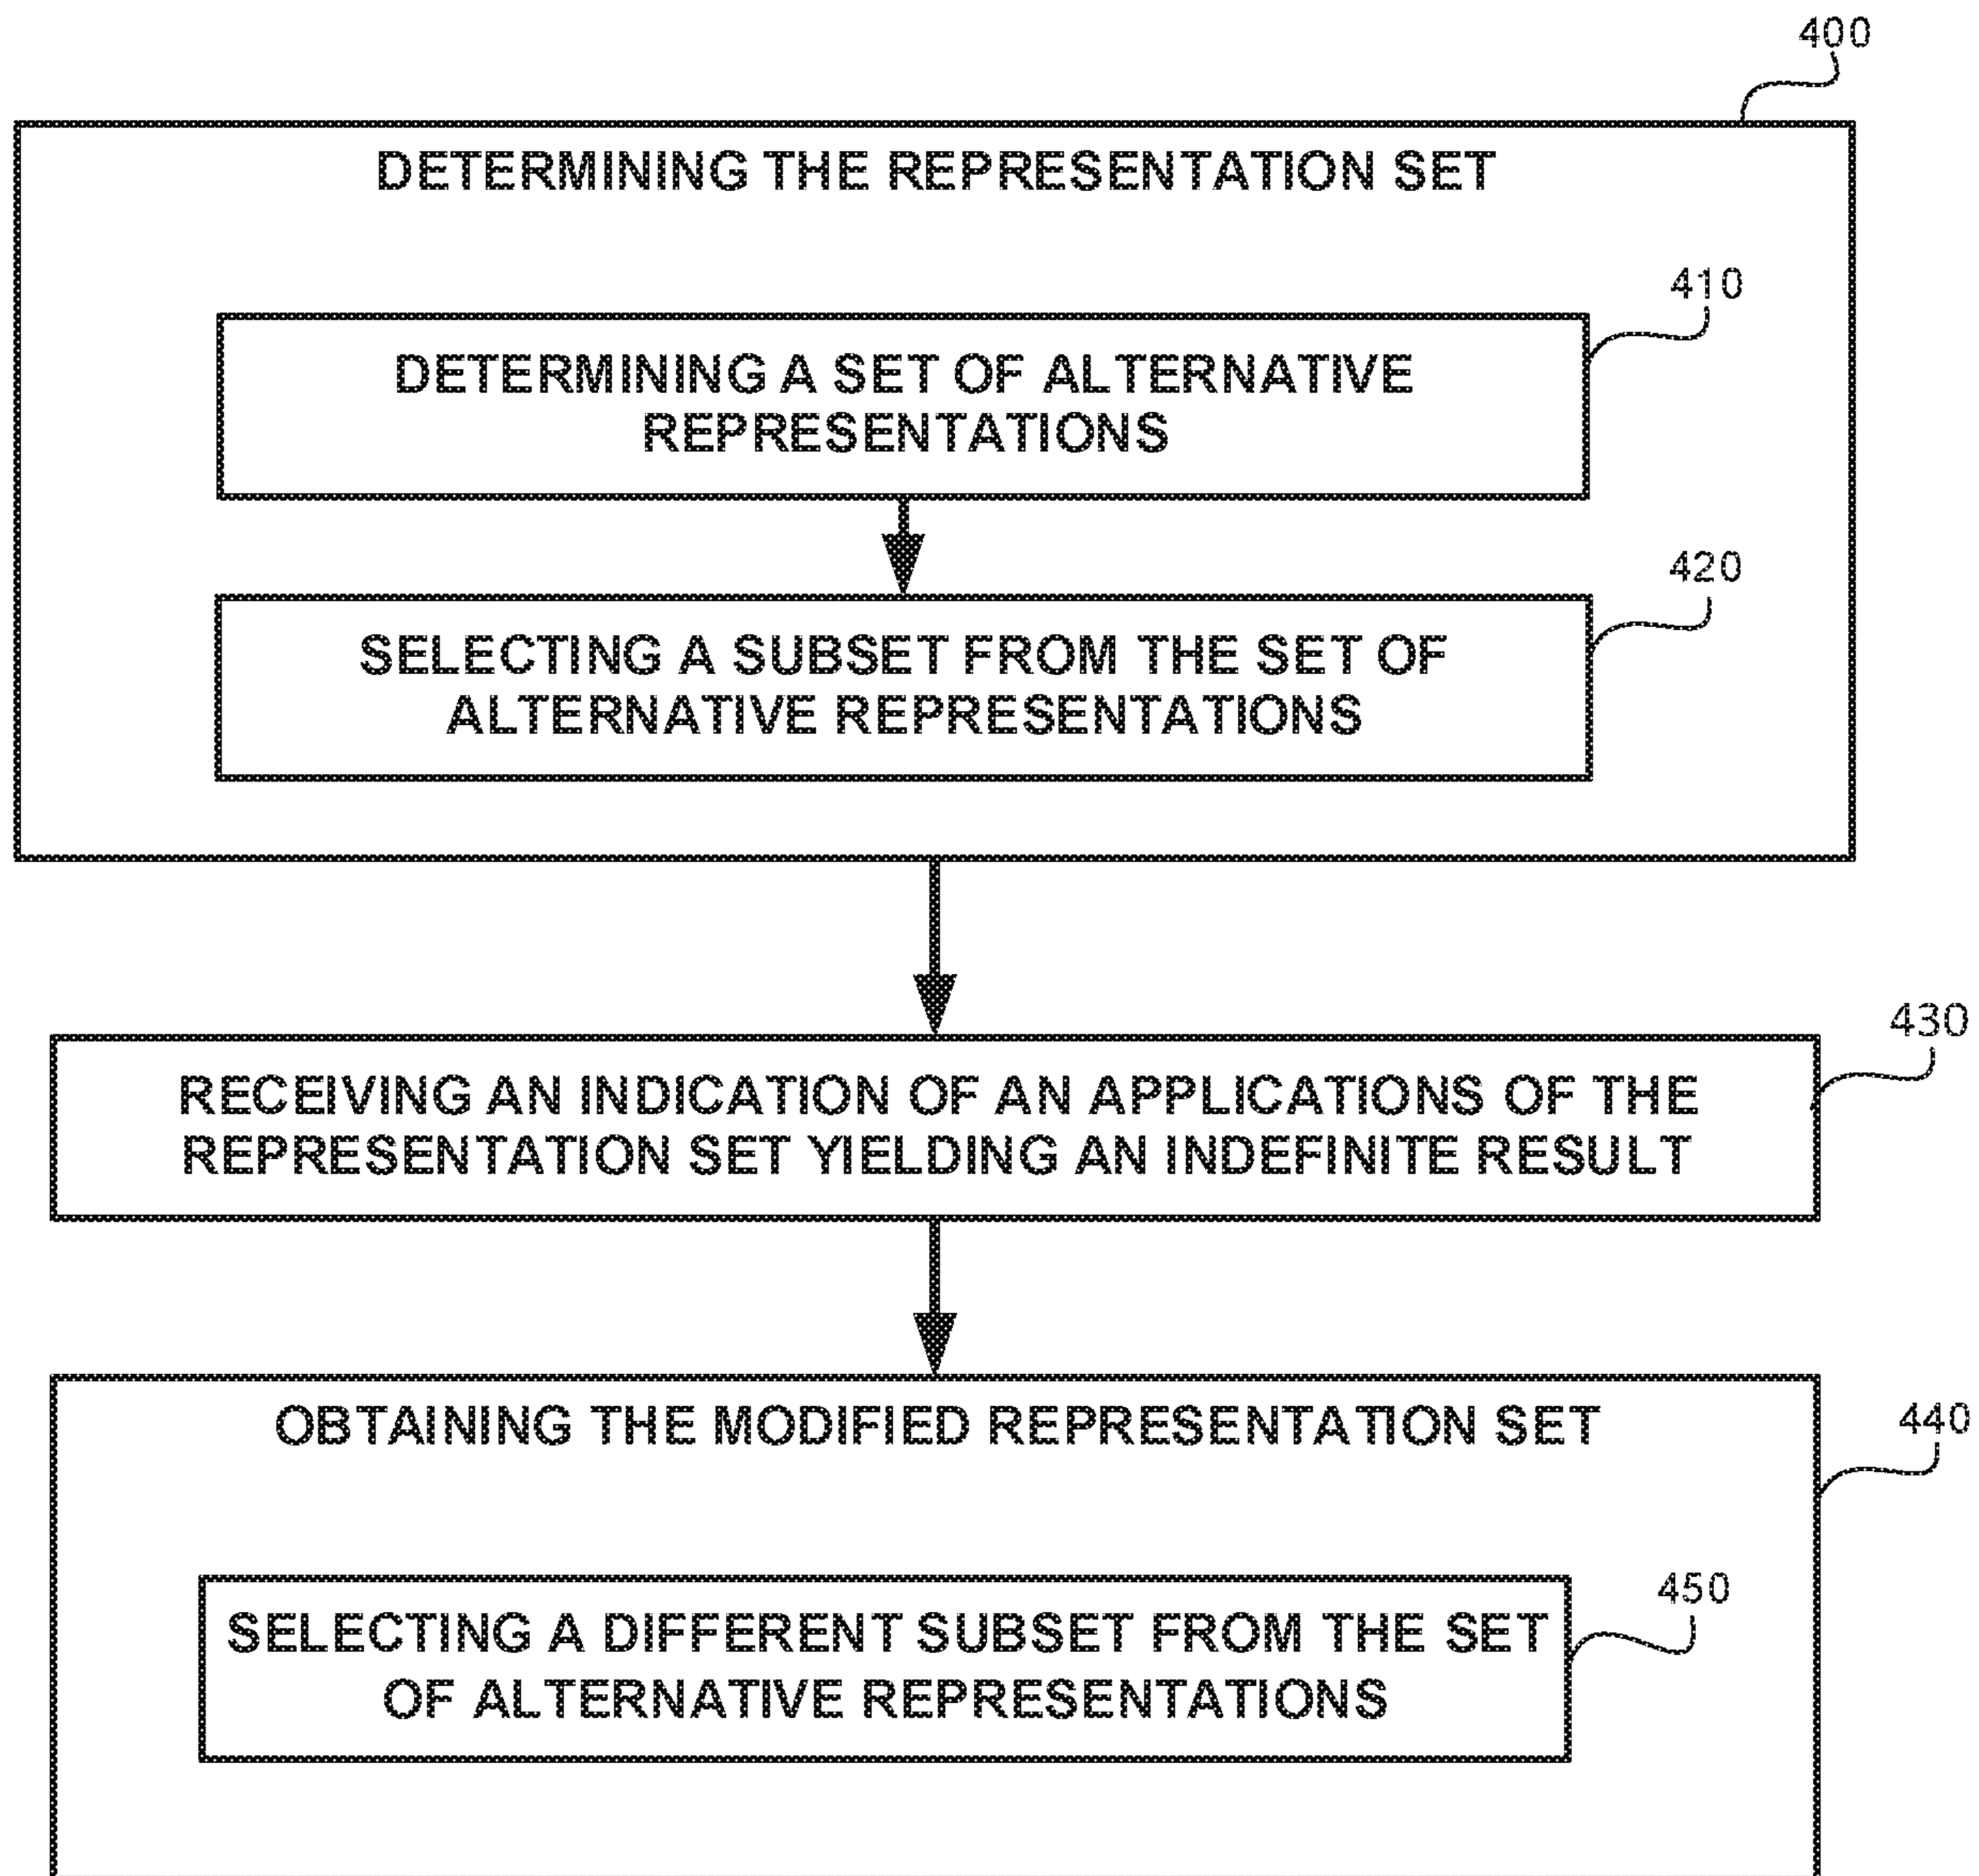 400
DETERMINING THE REPRESENTATION SET
410
DETERMINING A SET OF ALTERNATIVE
REPRESENTATIONS
420
SELECTING A SUBSET FROM THE SET OF
ALTERNATIVE REPRESENTATIONS
430
RECEIVING AN INDICATION OF AN APPLICATIONS OF THE
REPRESENTATION SET YIELDING AN INDEFINITE RESULT
OBTAINING THE MODIFIED REPRESENTATION SET
440
450
SELECTING A DIFFERENT SUBSET FROM THE SET
OF ALTERNATIVE REPRESENTATIONS